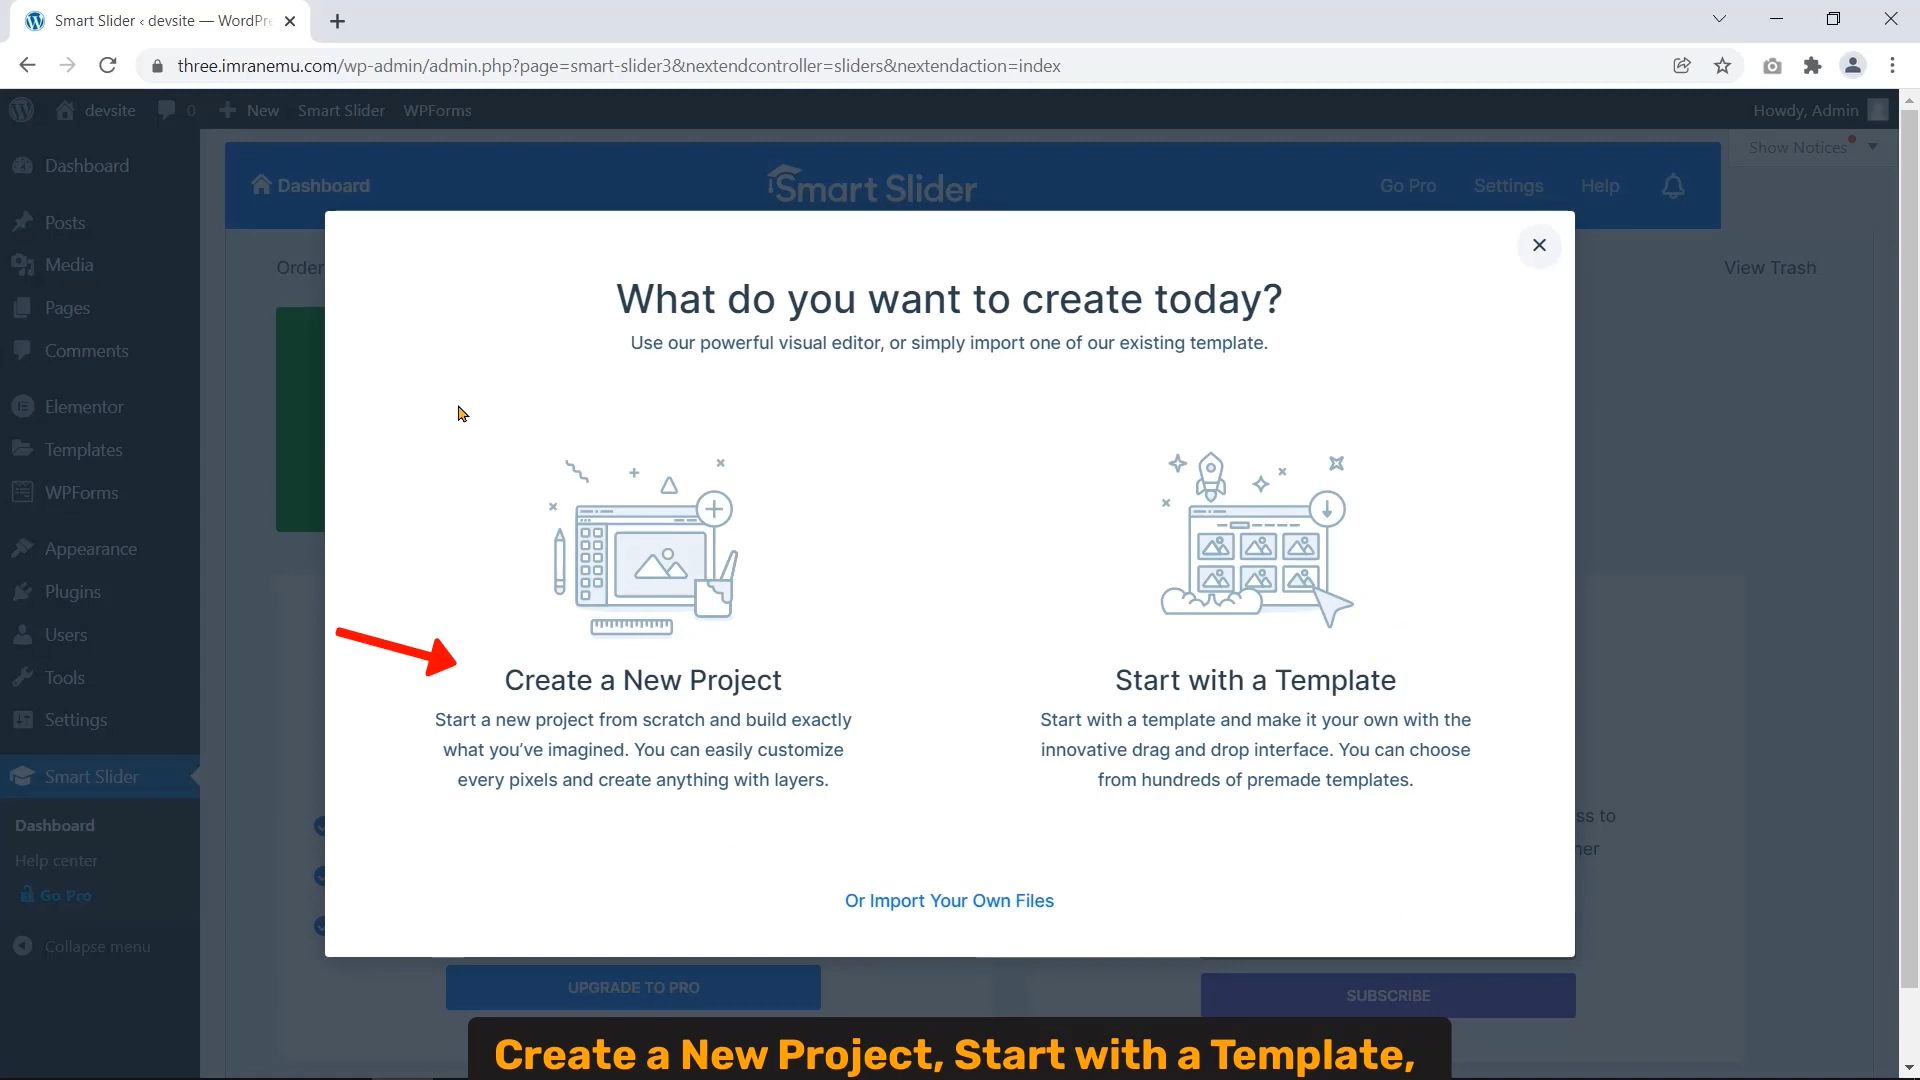 Smart Slider ‹ devsite — WordPre
three.imranemu.com/wp-admin/admin.php?page=smart-slider3&nextendcontroller=sliders&nextendaction=index
devsite 0 New Smart Slider WPForms Howdy, Admin
Show Notices
Dashboard
Posts
Media
Pages
Comments
Elementor
Templates
WPForms
Appearance
Plugins
Users
Tools
Settings
Smart Slider
Dashboard
Help center
Go Pro
Collapse menu
Dashboard Smart Slider Go Pro Settings Help
Order View Trash
What do you want to create today?
Use our powerful visual editor, or simply import one of our existing template.
Create a New Project
Start a new project from scratch and build exactly
what you've imagined. You can easily customize
every pixels and create anything with layers.
Start with a Template
Start with a template and make it your own with the
innovative drag and drop interface. You can choose
from hundreds of premade templates.
ss to
Or Import Your Own Files
UPGRADE TO PRO
SUBSCRIBE
Create a New Project, Start with a Template,